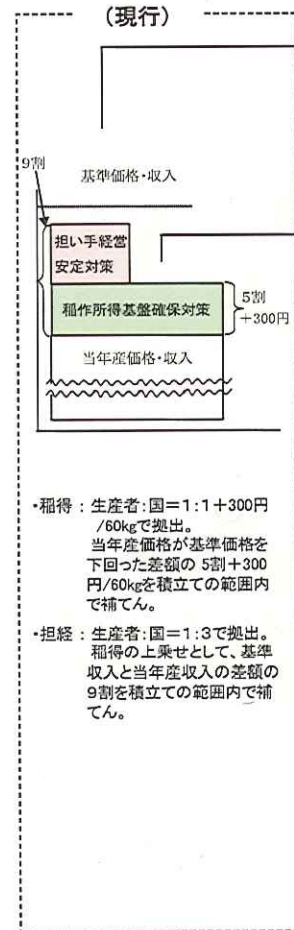 (現行)
9割
基準価格・収入
担い手経営
安定対策
稲作所得基盤確保対策
5割
+300円
当年産価格・収入
・稲得：生産者：国＝1：1＋300円
/60kgで拠出。
当年産価格が基準価格を
下回った差額の 5割＋300
円/60kgを積立ての範囲内
で補てん。
・担経：生産者：国＝1：3で拠出。
稲得の上乗せとして、基準
収入と当年産収入の差額の
9割を積立ての範囲内で補
てん。